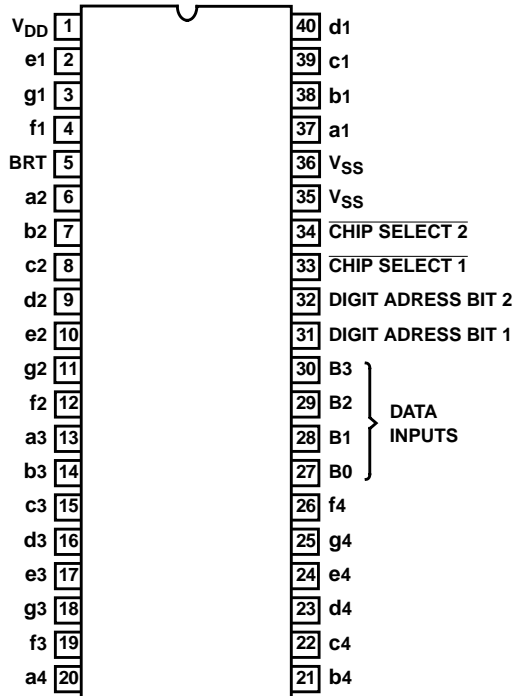 VDD 1 40 d1
e1 2 39 c1
g1 3 38 b1
f1 4 37 a1
BRT 5 36 VSS
a2 6 35 VSS
b2 7 34 CHIP SELECT 2
c2 8 33 CHIP SELECT 1
d2 9 32 DIGIT ADRESS BIT 2
e2 10 31 DIGIT ADRESS BIT 1
g2 11 30 B3
f2 12 29 B2 DATA
a3 13 28 B1 INPUTS
b3 14 27 B0
c3 15 26 f4
d3 16 25 g4
e3 17 24 e4
g3 18 23 d4
f3 19 22 c4
a4 20 21 b4